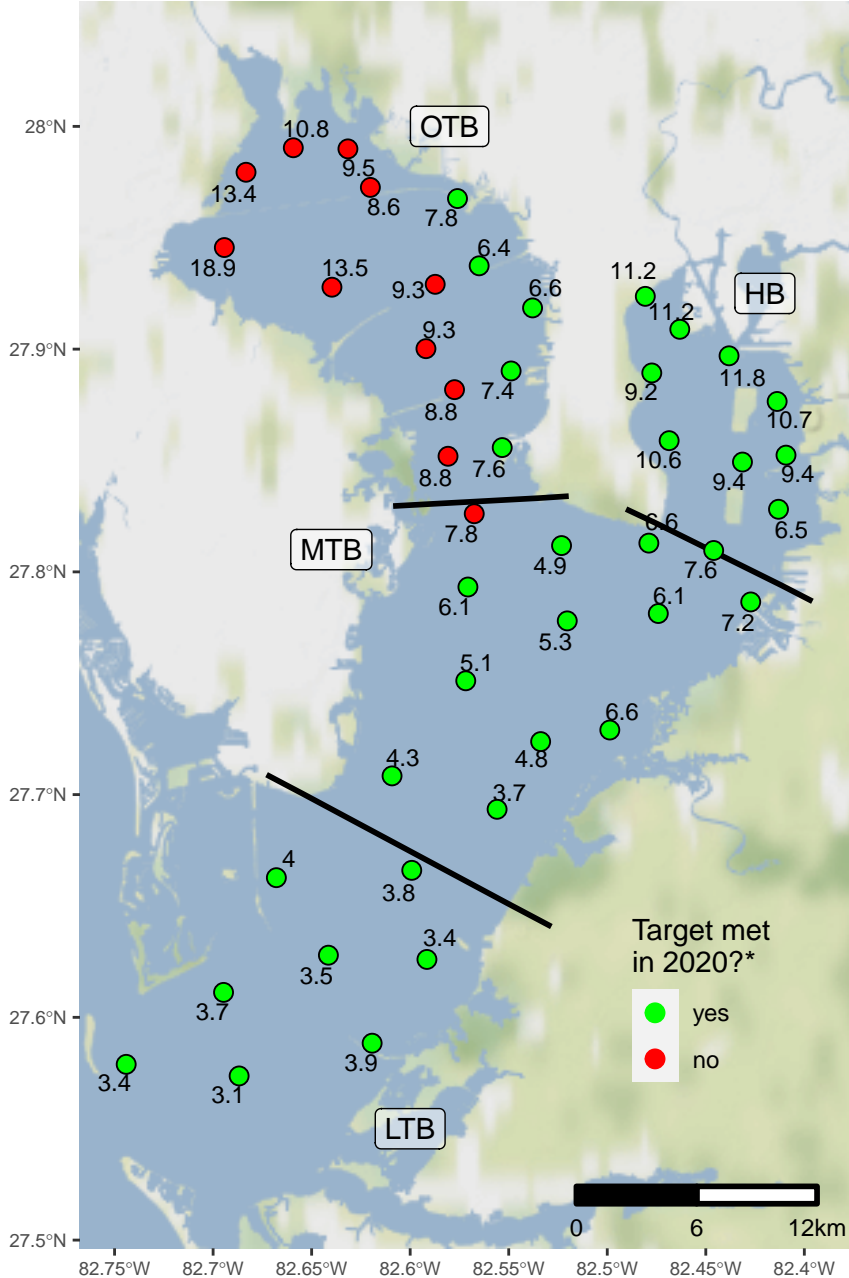 28°N
10.8
OTB
9.5
13.4
8.6
7.8
6.4
18.9
13.5
9.3
6.6
11.2
HB
11.2
27.9°N
9.3
11.8
9.2
7.4
8.8
10.7
10.6
7.6
8.8
9.4
9.4
7.8
6.6
6.5
MTB
4.9
7.6
27.8°N
6.1
6.1
7.2
5.3
5.1
6.6
4.3
4.8
27.7°N
3.7
4
3.8
3.4
Target met
in 2020?*
3.5
3.7
yes
27.6°N
no
3.9
3.4
3.1
LTB
0 6 12km
27.5°N
82.75°W 82.7°W 82.65°W 82.6°W 82.55°W 82.5°W 82.45°W 82.4°W